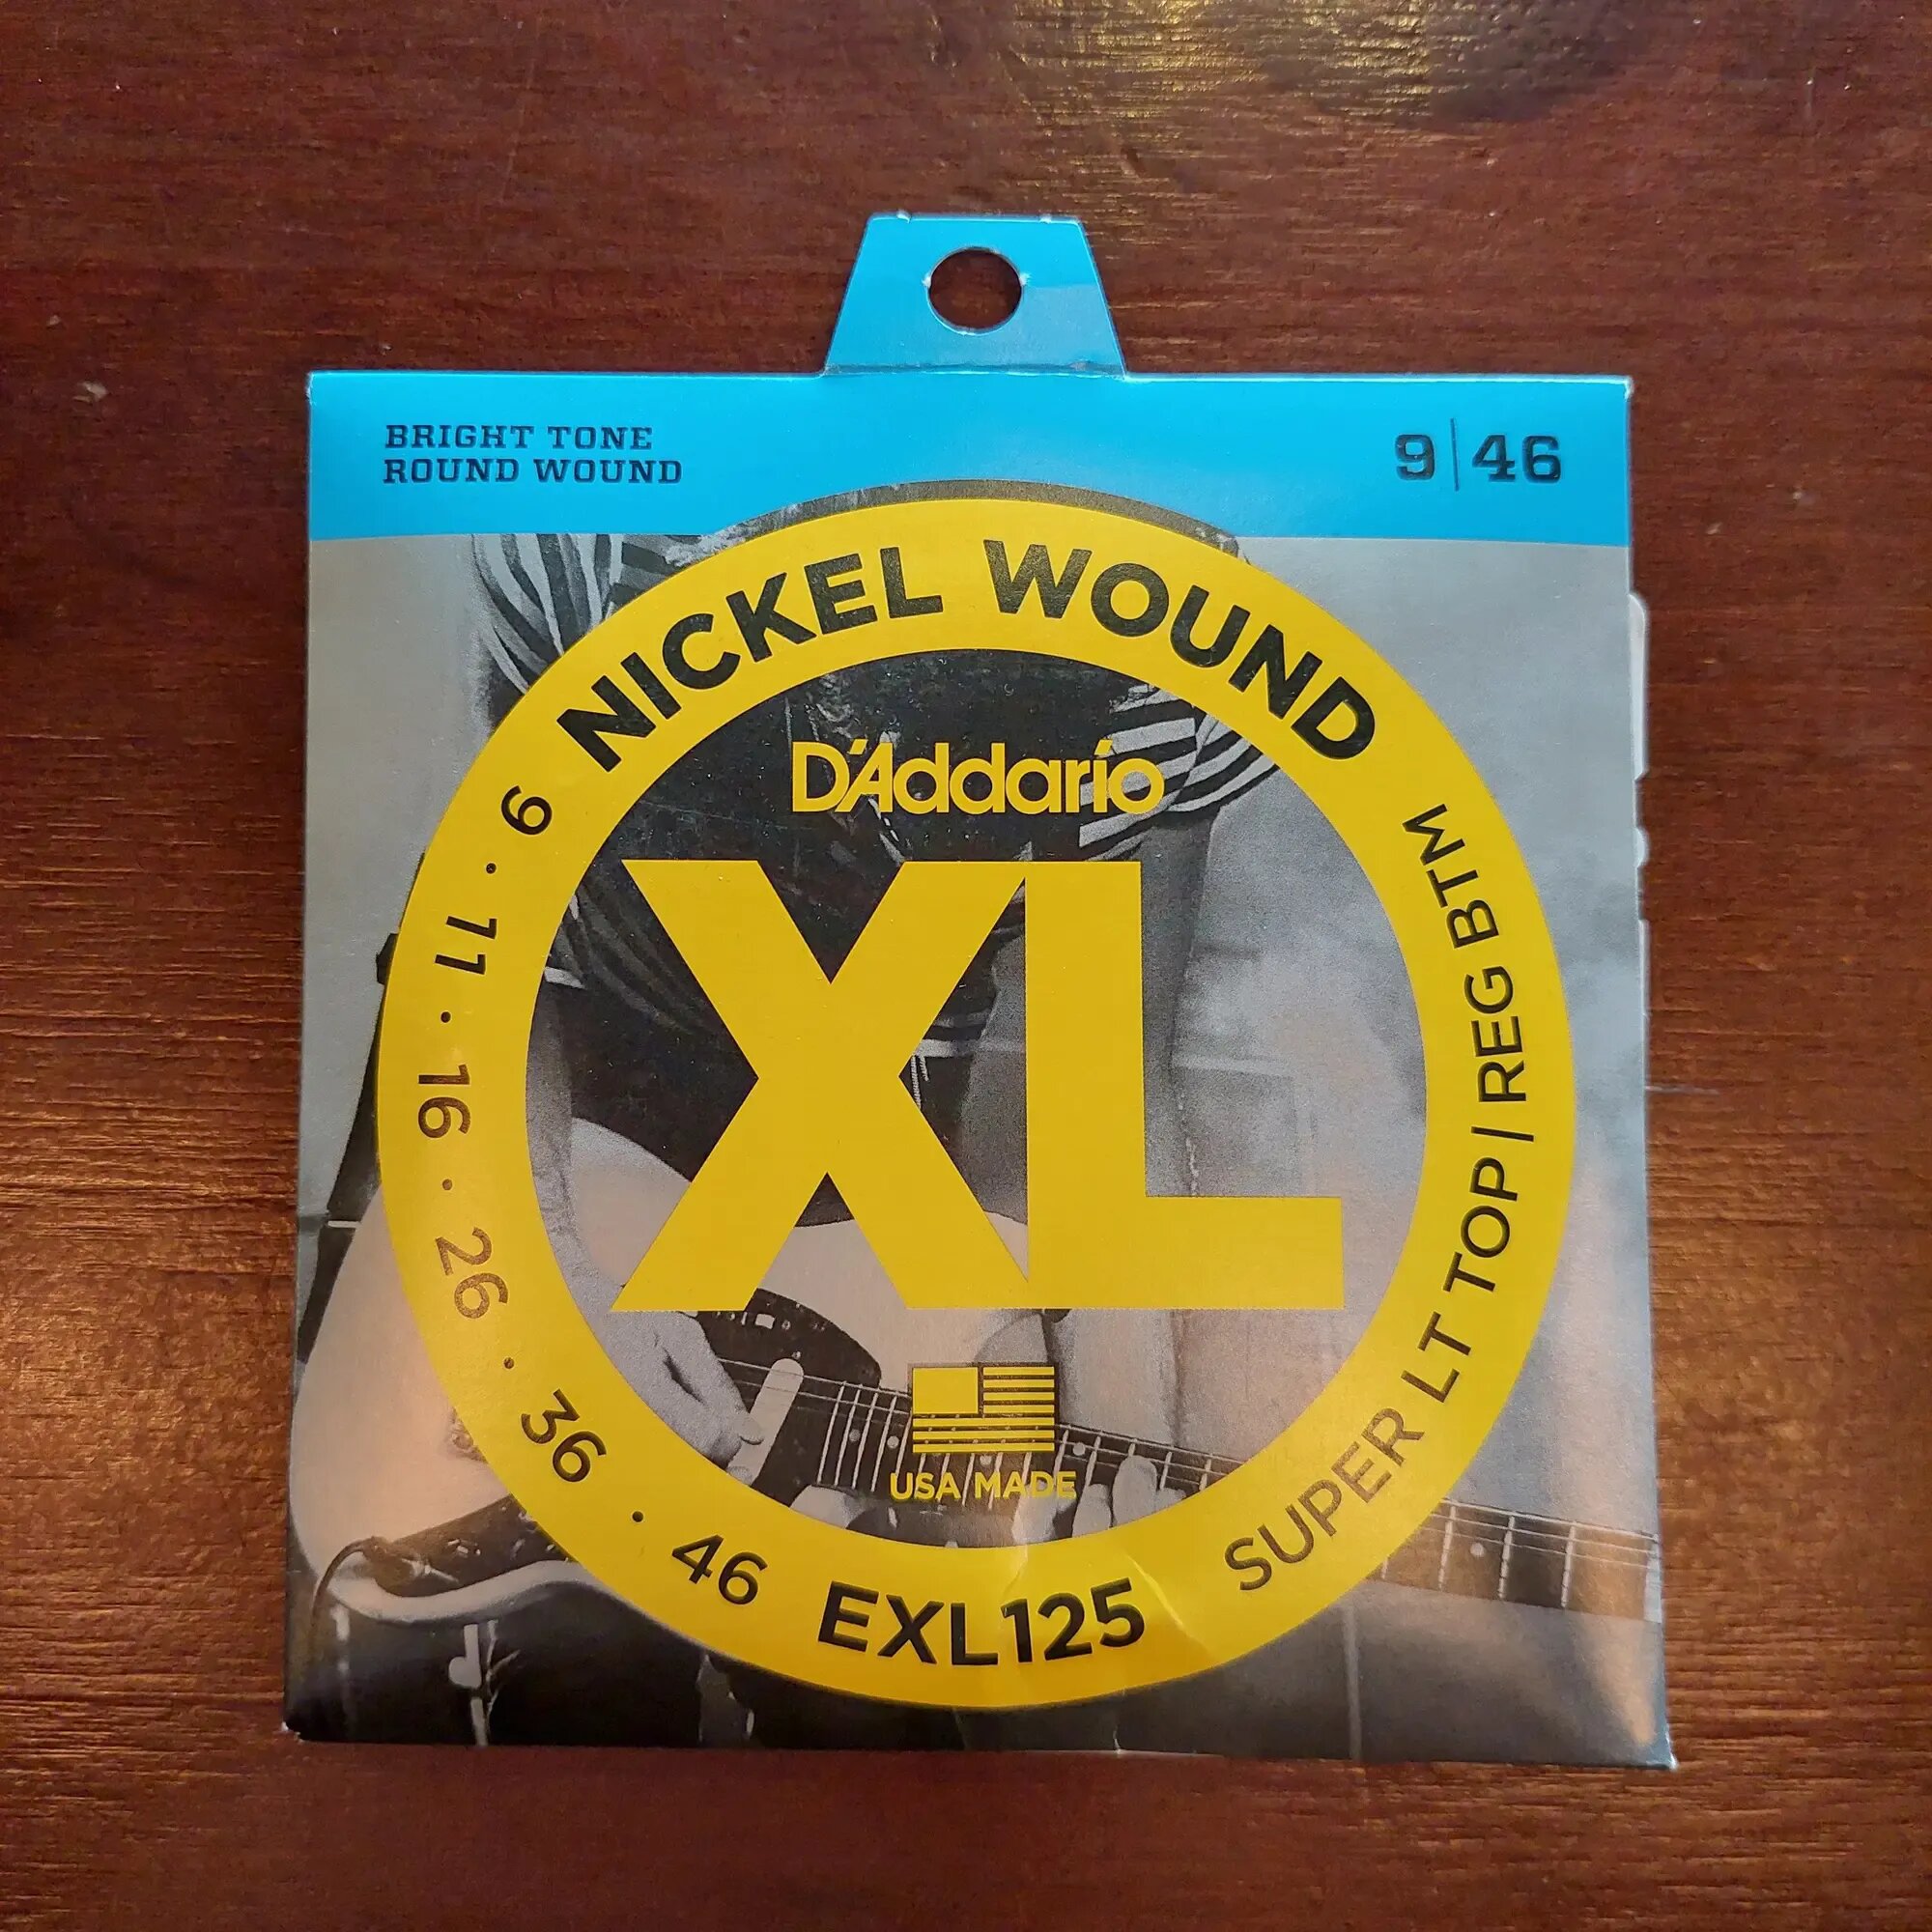 BRIGHT TONE
ROUND WOUND
9|46
NICKEL WOUND
D'Addario
XL
USA MADE
9 · 11 · 16 · 26 · 36 · 46
EXL125
SUPER LT TOP | REG BTM